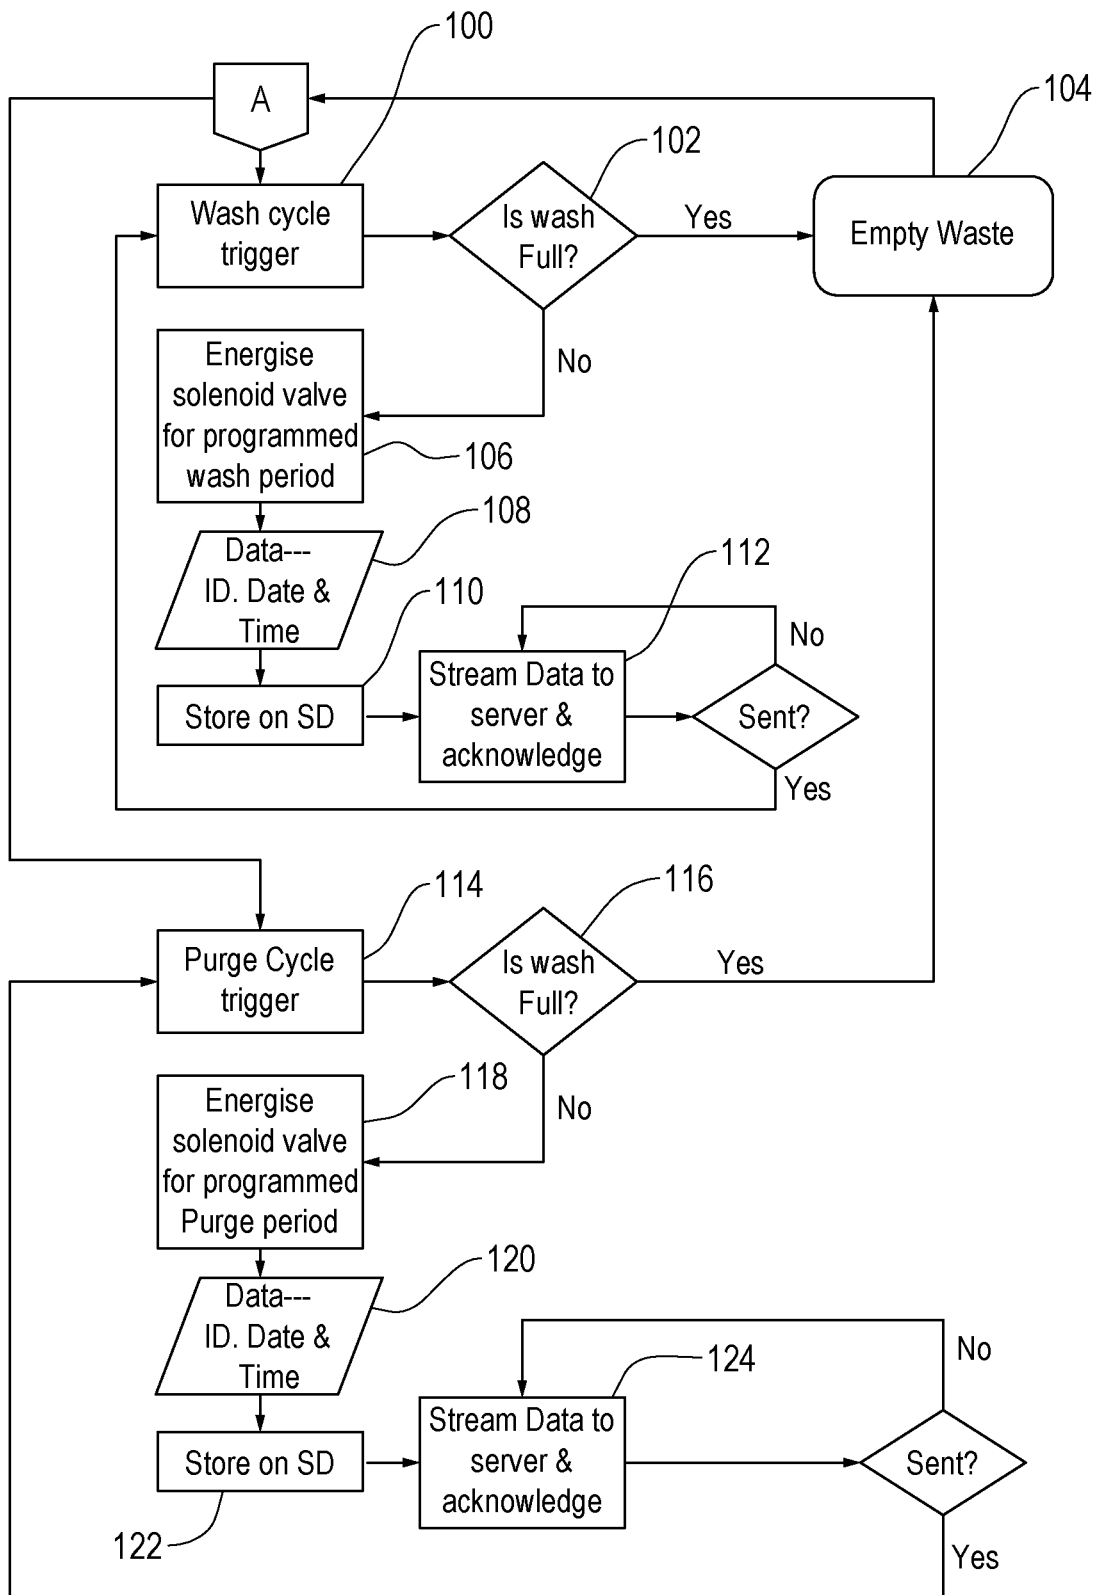 100
A
104
102
Wash cycle
trigger
Is wash
Full?
Yes
Empty Waste
No
Energise
solenoid valve
for programmed
wash period
106
108
Data---
ID. Date &
Time
110
112
No
Store on SD
Stream Data to
server &
acknowledge
Sent?
Yes
114
116
Purge Cycle
trigger
Is wash
Full?
Yes
118
No
Energise
solenoid valve
for programmed
Purge period
120
Data---
ID. Date &
Time
124
No
Store on SD
Stream Data to
server &
acknowledge
Sent?
122
Yes